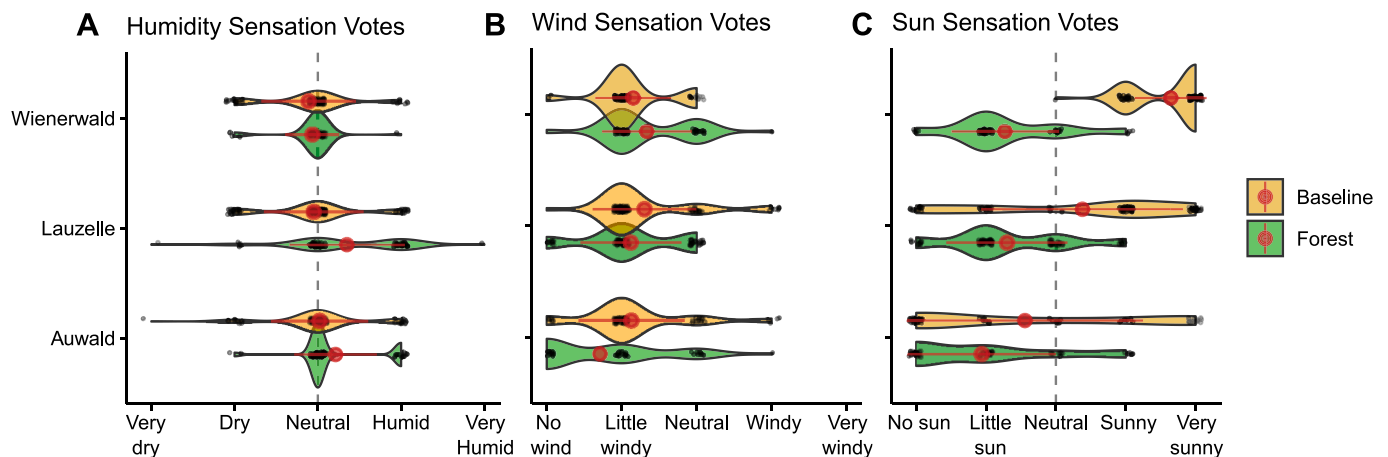 A Humidity Sensation Votes
B Wind Sensation Votes
C Sun Sensation Votes
Wienerwald
Lauzelle
Auwald
Baseline
Forest
Very dry
Dry
Neutral
Humid
Very Humid
No wind
Little windy
Neutral
Windy
Very windy
No sun
Little sun
Neutral
Sunny
Very sunny